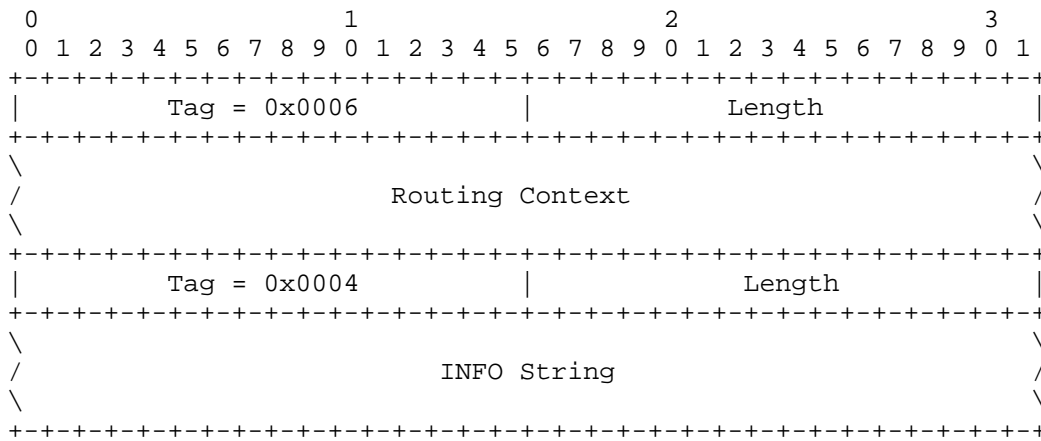 0                   1                   2                   3
 0 1 2 3 4 5 6 7 8 9 0 1 2 3 4 5 6 7 8 9 0 1 2 3 4 5 6 7 8 9 0 1
+-+-+-+-+-+-+-+-+-+-+-+-+-+-+-+-+-+-+-+-+-+-+-+-+-+-+-+-+-+-+-+-+
|         Tag = 0x0006          |            Length             |
+-+-+-+-+-+-+-+-+-+-+-+-+-+-+-+-+-+-+-+-+-+-+-+-+-+-+-+-+-+-+-+-+
\                                                               \
/                       Routing Context                         /
\                                                               \
+-+-+-+-+-+-+-+-+-+-+-+-+-+-+-+-+-+-+-+-+-+-+-+-+-+-+-+-+-+-+-+-+
|         Tag = 0x0004          |             Length            |
+-+-+-+-+-+-+-+-+-+-+-+-+-+-+-+-+-+-+-+-+-+-+-+-+-+-+-+-+-+-+-+-+
\                                                               \
/                          INFO String                          /
\                                                               \
+-+-+-+-+-+-+-+-+-+-+-+-+-+-+-+-+-+-+-+-+-+-+-+-+-+-+-+-+-+-+-+-+